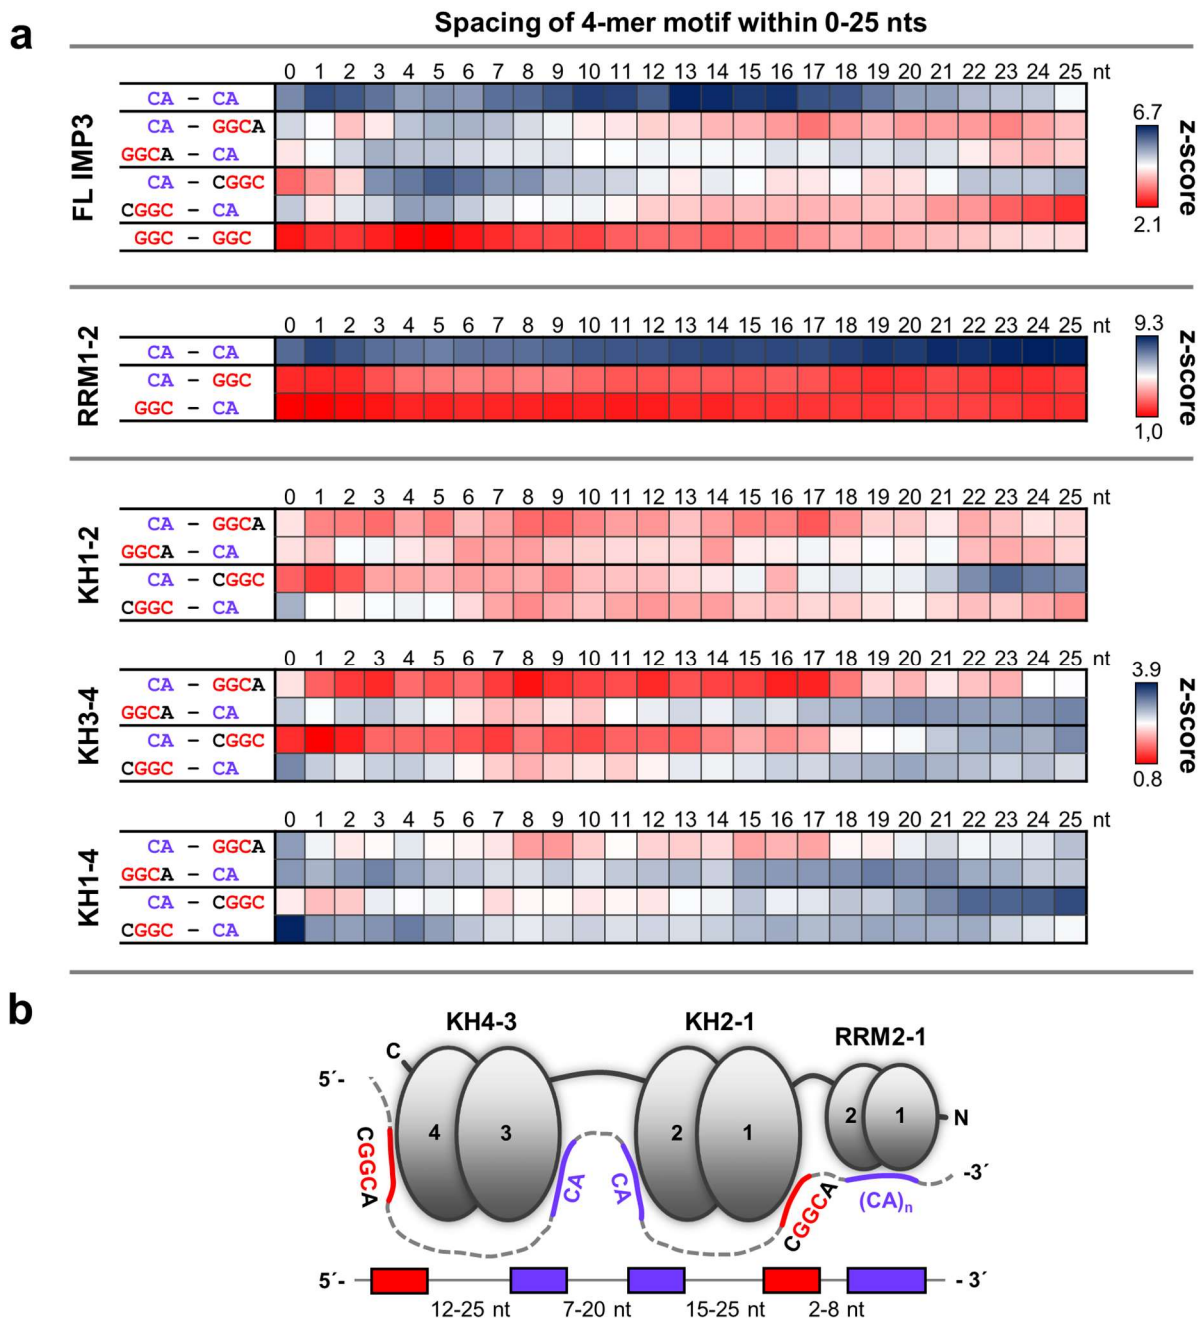 a
Spacing of 4-mer motif within 0-25 nts
FL IMP3
0 1 2 3 4 5 6 7 8 9 10 11 12 13 14 15 16 17 18 19 20 21 22 23 24 25 nt
CA – CA
CA – GGCA
GGCA – CA
CA – CGGC
CGGC – CA
GGC – GGC
6.7
z-score
2.1
RRM1-2
0 1 2 3 4 5 6 7 8 9 10 11 12 13 14 15 16 17 18 19 20 21 22 23 24 25 nt
CA – CA
CA – GGC
GGC – CA
9.3
z-score
1,0
KH1-2
0 1 2 3 4 5 6 7 8 9 10 11 12 13 14 15 16 17 18 19 20 21 22 23 24 25 nt
CA – GGCA
GGCA – CA
CA – CGGC
CGGC – CA
KH3-4
0 1 2 3 4 5 6 7 8 9 10 11 12 13 14 15 16 17 18 19 20 21 22 23 24 25 nt
CA – GGCA
GGCA – CA
CA – CGGC
CGGC – CA
3.9
z-score
0.8
KH1-4
0 1 2 3 4 5 6 7 8 9 10 11 12 13 14 15 16 17 18 19 20 21 22 23 24 25 nt
CA – GGCA
GGCA – CA
CA – CGGC
CGGC – CA
b
KH4-3 KH2-1 RRM2-1
C
5´-
4 3 2 1 2 1 N
CGGCA
CA CA
CGGCA
(CA)n
-3´
5´- - 3´
12-25 nt 7-20 nt 15-25 nt 2-8 nt